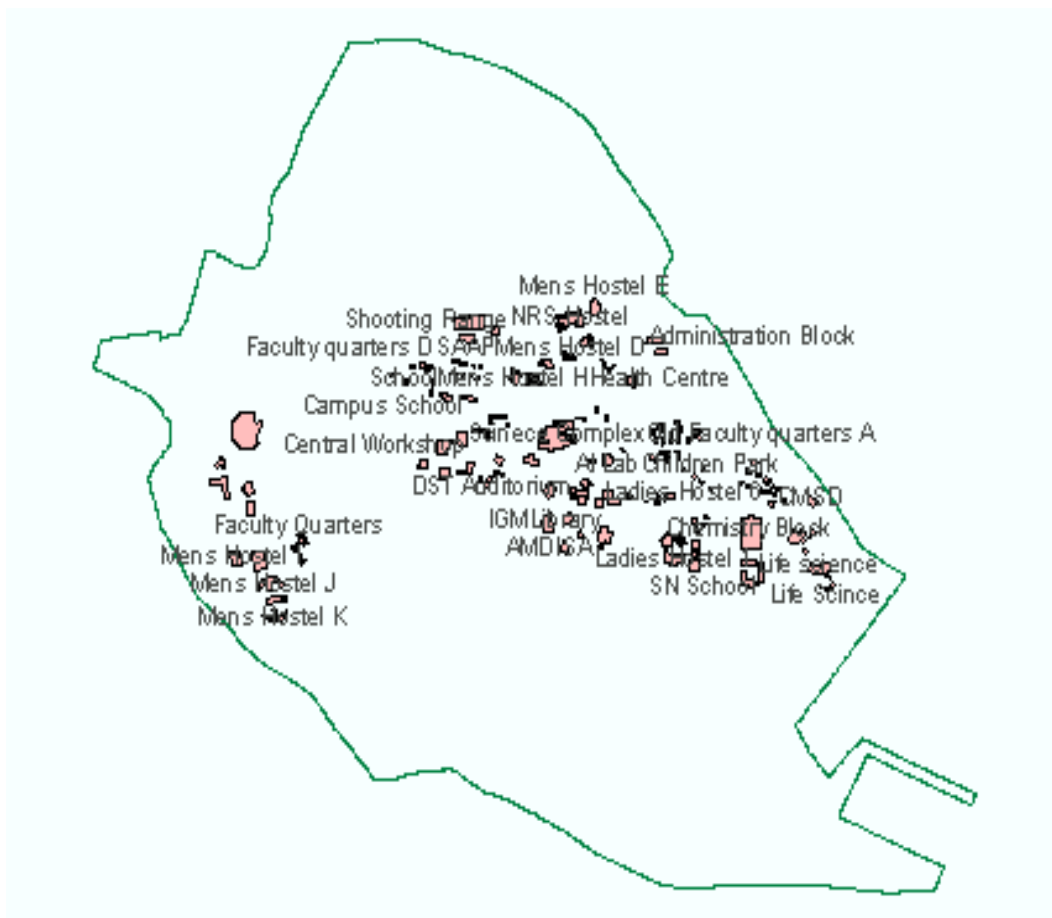 Mens Hostel E
Shooting Range NRS Hostel
Administration Block
Faculty quarters D SAAP Mens Hostel D
School Mens Hostel H Health Centre
Campus School
Complex Faculty quarters A
Central Workshop
AI Lab Children Park
DST Auditorium Ladies Hostel CMSD
IGM Library Chemistry Block
Faculty Quarters
AMDISA
Mens Hostel Ladies Hostel Life Science
Mens Hostel J SN School Life Scince
Mens Hostel K